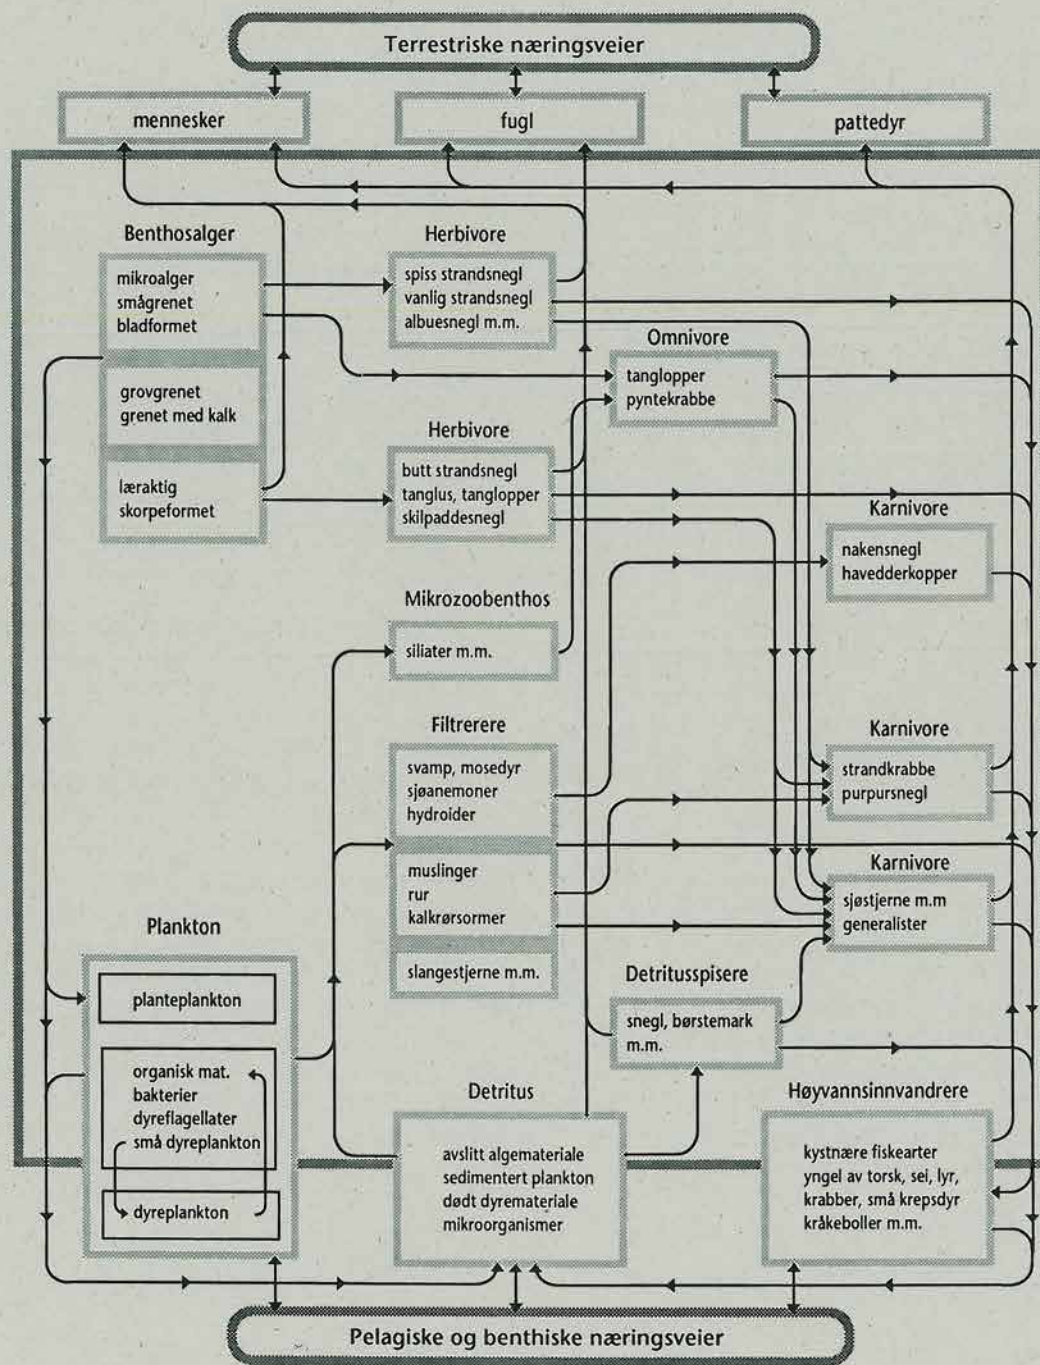 Terrestriske næringsveier
mennesker
fugl
pattedyr
Benthosalger
mikroalger
smågrenet
bladformet
grovgrenet
grenet med kalk
læraktig
skorpeformet
Herbivore
spiss strandsnegl
vanlig strandsnegl
albuesnegl m.m.
Omnivore
tanglopper
pyntekrabbe
Herbivore
butt strandsnegl
tanglus, tanglopper
skilpaddesnegl
Karnivore
nakensnegl
havedderkopper
Mikrozoobenthos
siliater m.m.
Filtrerere
svamp, mosedyr
sjøanemoner
hydroider
muslinger
rur
kalkrørsormer
slangestjerne m.m.
Karnivore
strandkrabbe
purpursnegl
Karnivore
sjøstjerne m.m
generalister
Plankton
planteplankton
organisk mat.
bakterier
dyreflagellater
små dyreplankton
dyreplankton
Detritusspisere
snegl, børstemark
m.m.
Detritus
avslitt algemateriale
sedimentert plankton
dødt dyremateriale
mikroorganismer
Høyvannsinnvandrere
kystnære fiskearter
yngel av torsk, sei, lyr,
krabber, små krepsdyr
kråkeboller m.m.
Pelagiske og benthiske næringsveier